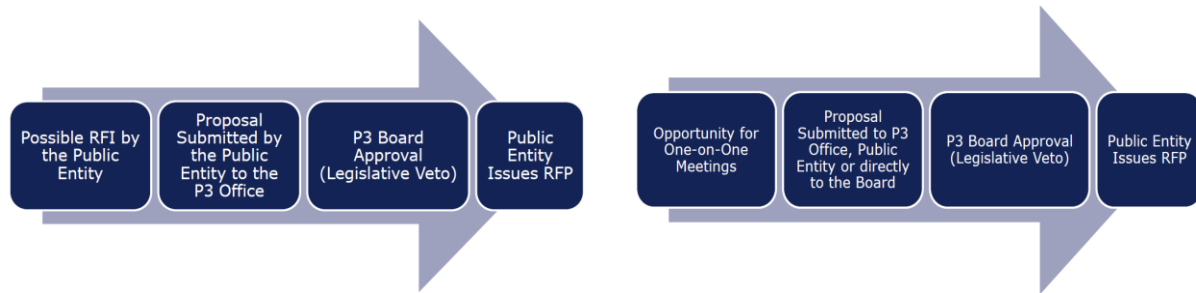 Possible RFI by
the Public
Entity
Proposal
Submitted by
the Public
Entity to the
P3 Office
P3 Board
Approval
(Legislative Veto)
Public
Entity
Issues RFP
Opportunity for
One-on-One
Meetings
Proposal
Submitted to P3
Office, Public
Entity or directly
to the Board
P3 Board Approval
(Legislative Veto)
Public Entity
Issues RFP